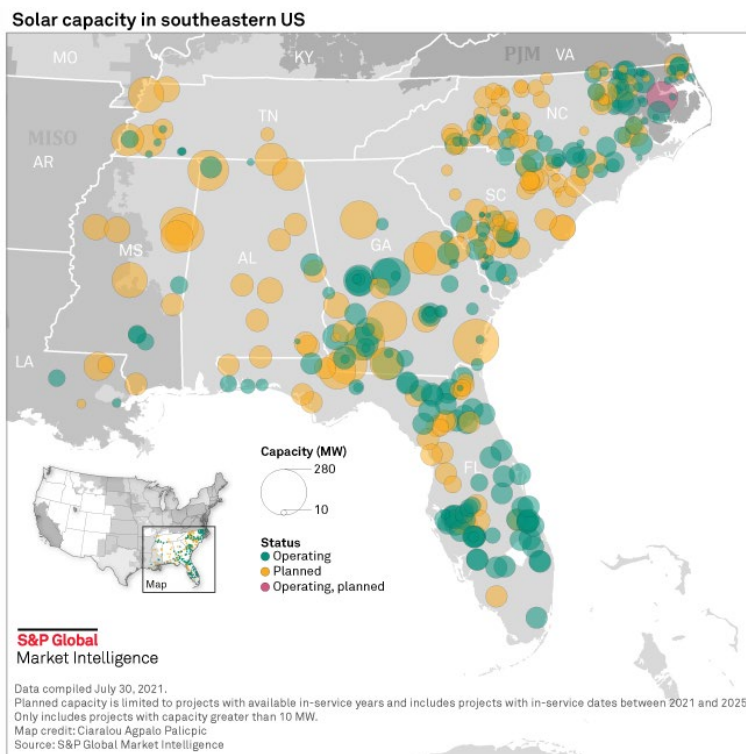 Solar capacity in southeastern US
MO
KY
PJM
VA
TN
NC
MISO
AR
SC
MS
AL
GA
LA
FL
Capacity (MW)
280
10
Status
Operating
Planned
Operating, planned
Map
S&P Global
Market Intelligence
Data compiled July 30, 2021.
Planned capacity is limited to projects with available in-service years and includes projects with in-service dates between 2021 and 2025.
Only includes projects with capacity greater than 10 MW.
Map credit: Ciaralou Agpalo Palicpic
Source: S&P Global Market Intelligence